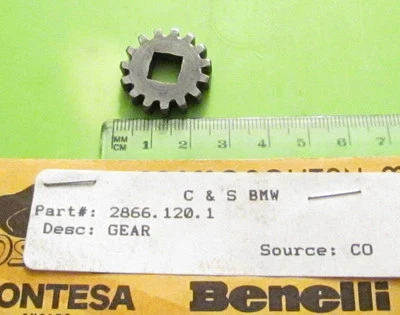 MM
CM 1 2 3 4 5 6 7
C & S BMW
Part#: 2866.120.1
Desc: GEAR
Source: CO
ONTESA Benelli